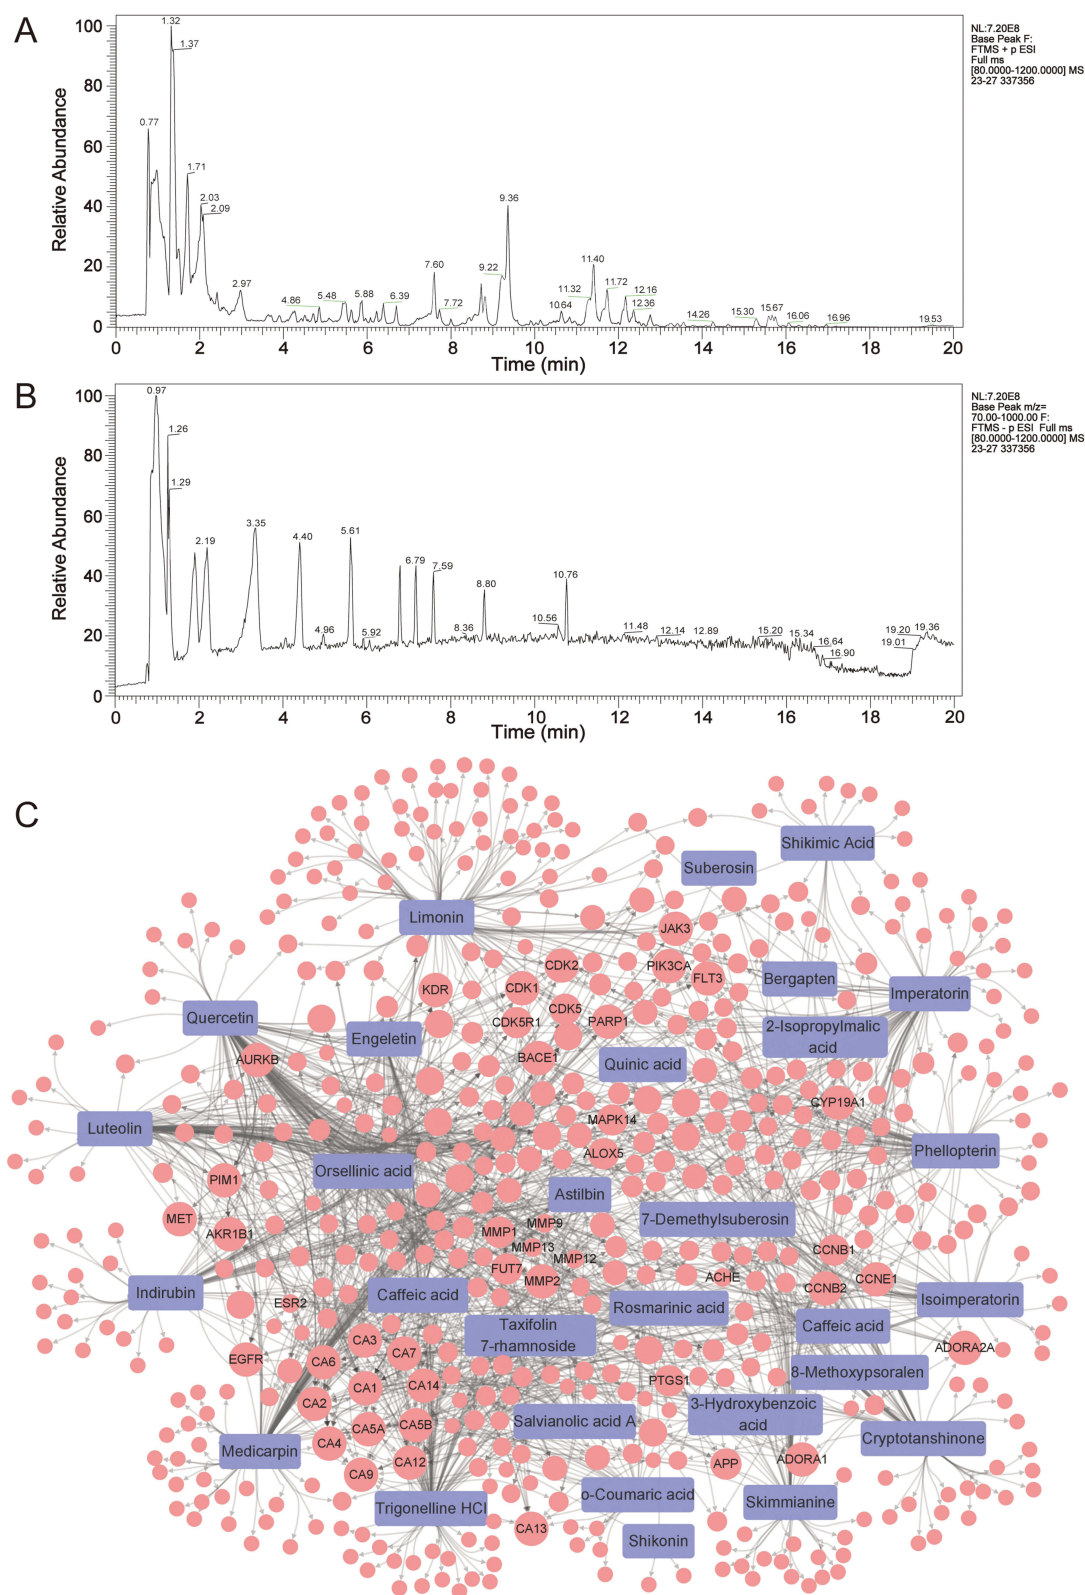 A
NL:7.20E8
Base Peak F:
FTMS + p ESI
Full ms
[80.0000-1200.0000] MS
23-27 337356
Relative Abundance
100
80
60
40
20
0
1.32
1.37
0.77
1.71
2.03
2.09
2.97
4.86
5.48
5.88
6.39
7.60
7.72
9.22
9.36
10.64
11.32
11.40
11.72
12.16
12.36
14.26
15.30
15.67
16.06
16.96
19.53
0 2 4 6 8 10 12 14 16 18 20
Time (min)
B
NL:7.20E8
Base Peak m/z=
70.00-1000.00 F:
FTMS - p ESI Full ms
[80.0000-1200.0000] MS
23-27 337356
Relative Abundance
100
80
60
40
20
0
0.97
1.26
1.29
2.19
3.35
4.40
4.96
5.61
5.92
6.79
7.59
8.36
8.80
10.56
10.76
11.48
12.14
12.89
15.20
15.34
16.64
16.90
19.01
19.20
19.36
0 2 4 6 8 10 12 14 16 18 20
Time (min)
C
Shikimic Acid
Suberosin
Limonin
JAK3
CDK2
PIK3CA
FLT3
Bergapten
Imperatorin
KDR
CDK1
CDK5
CDK5R1
PARP1
Quercetin
Engeletin
2-Isopropylmalic
acid
AURKB
BACE1
Quinic acid
CYP19A1
Luteolin
MAPK14
ALOX5
Phellopterin
Orsellinic acid
PIM1
Astilbin
MET
AKR1B1
MMP9
MMP1
MMP13
MMP12
7-Demethylsuberosin
CCNB1
FUT7
MMP2
ACHE
CCNB2
CCNE1
Indirubin
ESR2
Caffeic acid
Rosmarinic acid
Isoimperatorin
Taxifolin
7-rhamnoside
Caffeic acid
EGFR
CA3
CA6
CA7
ADORA2A
8-Methoxypsoralen
CA1
CA14
PTGS1
CA2
CA5A
CA5B
Salvianolic acid A
3-Hydroxybenzoic
acid
Medicarpin
CA4
CA12
CA9
APP
ADORA1
Cryptotanshinone
Trigonelline HCl
o-Coumaric acid
Skimmianine
CA13
Shikonin